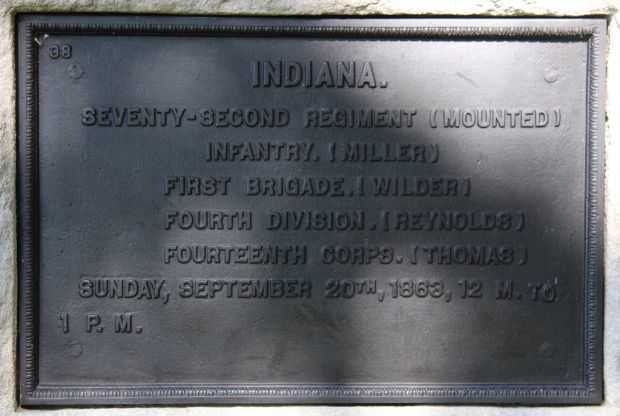 38
INDIANA.
SEVENTY-SECOND REGIMENT (MOUNTED)
INFANTRY. (MILLER)
FIRST BRIGADE. (WILDER)
FOURTH DIVISION. (REYNOLDS)
FOURTEENTH CORPS. (THOMAS)
SUNDAY, SEPTEMBER 20TH, 1863, 12 M. TO
1 P. M.